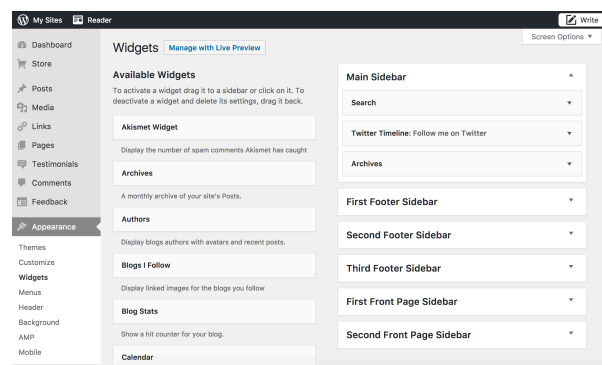 My Sites
Reader
Write
Dashboard
Store
Posts
Media
Links
Pages
Testimonials
Comments
Feedback
Appearance
Themes
Customize
Widgets
Menus
Header
Background
AMP
Mobile
Screen Options
Widgets
Manage with Live Preview
Available Widgets
To activate a widget drag it to a sidebar or click on it. To
deactivate a widget and delete its settings, drag it back.
Akismet Widget
Display the number of spam comments Akismet has caught
Archives
A monthly archive of your site's Posts.
Authors
Display blogs authors with avatars and recent posts.
Blogs I Follow
Display linked images for the blogs you follow
Blog Stats
Show a hit counter for your blog.
Calendar
Main Sidebar
Search
Twitter Timeline: Follow me on Twitter
Archives
First Footer Sidebar
Second Footer Sidebar
Third Footer Sidebar
First Front Page Sidebar
Second Front Page Sidebar